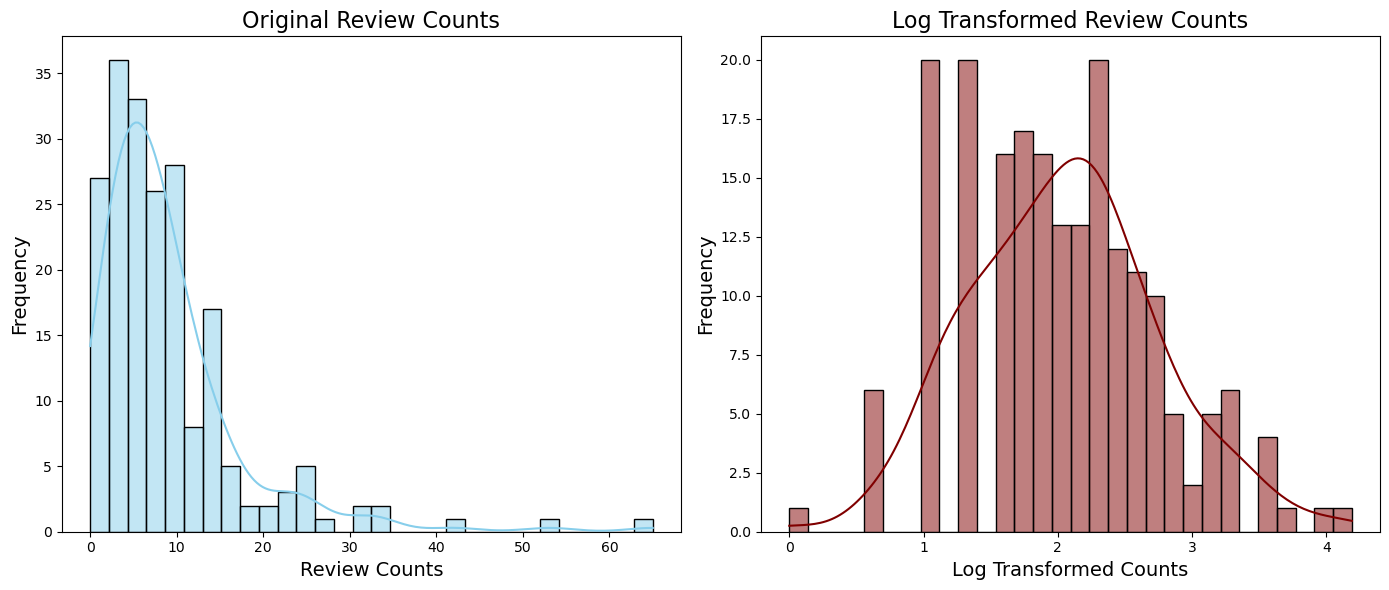 Original Review Counts
Frequency
35
30
25
20
15
10
5
0
0 10 20 30 40 50 60
Review Counts
Log Transformed Review Counts
Frequency
20.0
17.5
15.0
12.5
10.0
7.5
5.0
2.5
0.0
0 1 2 3 4
Log Transformed Counts